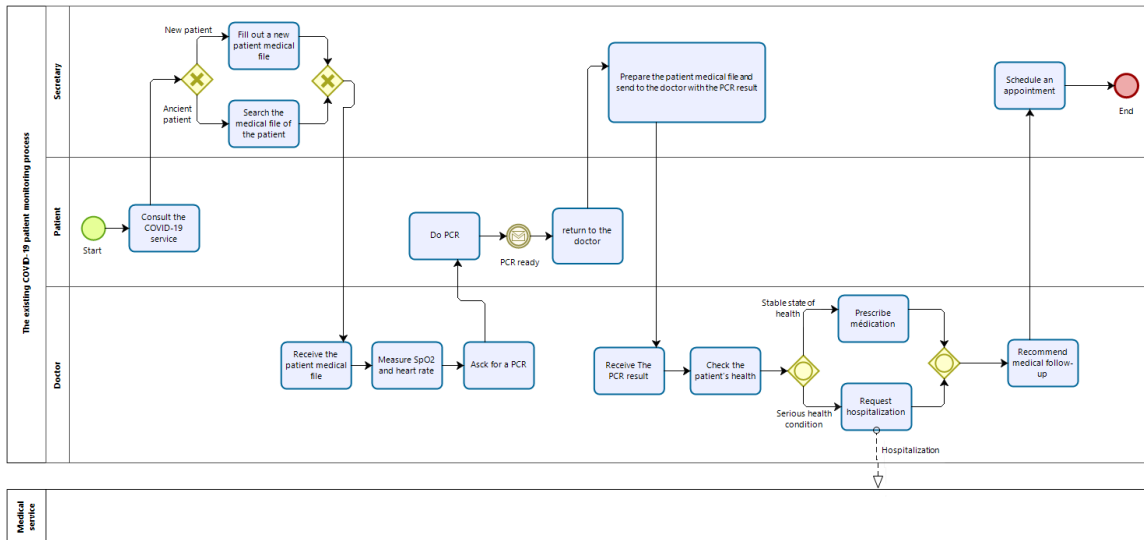 The existing COVID-19 patient monitoring process
Secretary
New patient
Fill out a new
patient medical
file
Ancient
patient
Search the
medical file of
the patient
Prepare the patient medical file and
send to the doctor with the PCR result
Schedule an
appointment
End
Patient
Start
Consult the
COVID-19
service
Do PCR
PCR ready
return to the
doctor
Doctor
Receive the
patient medical
file
Measure SpO2
and heart rate
Asck for a PCR
Receive The
PCR result
Check the
patient's health
Stable state of
health
Prescribe
médication
Serious health
condition
Request
hospitalization
Hospitalization
Recommend
medical follow-
up
Medical
service